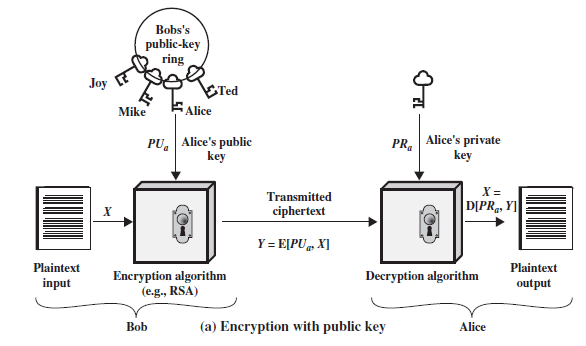 Bobs's
public-key
ring
Joy
Ted
Mike
Alice
PUa
Alice's public
key
PRa
Alice's private
key
X
Transmitted
ciphertext
X =
D[PRa, Y]
Y = E[PUa, X]
Plaintext
input
Encryption algorithm
(e.g., RSA)
Decryption algorithm
Plaintext
output
Bob
(a) Encryption with public key
Alice